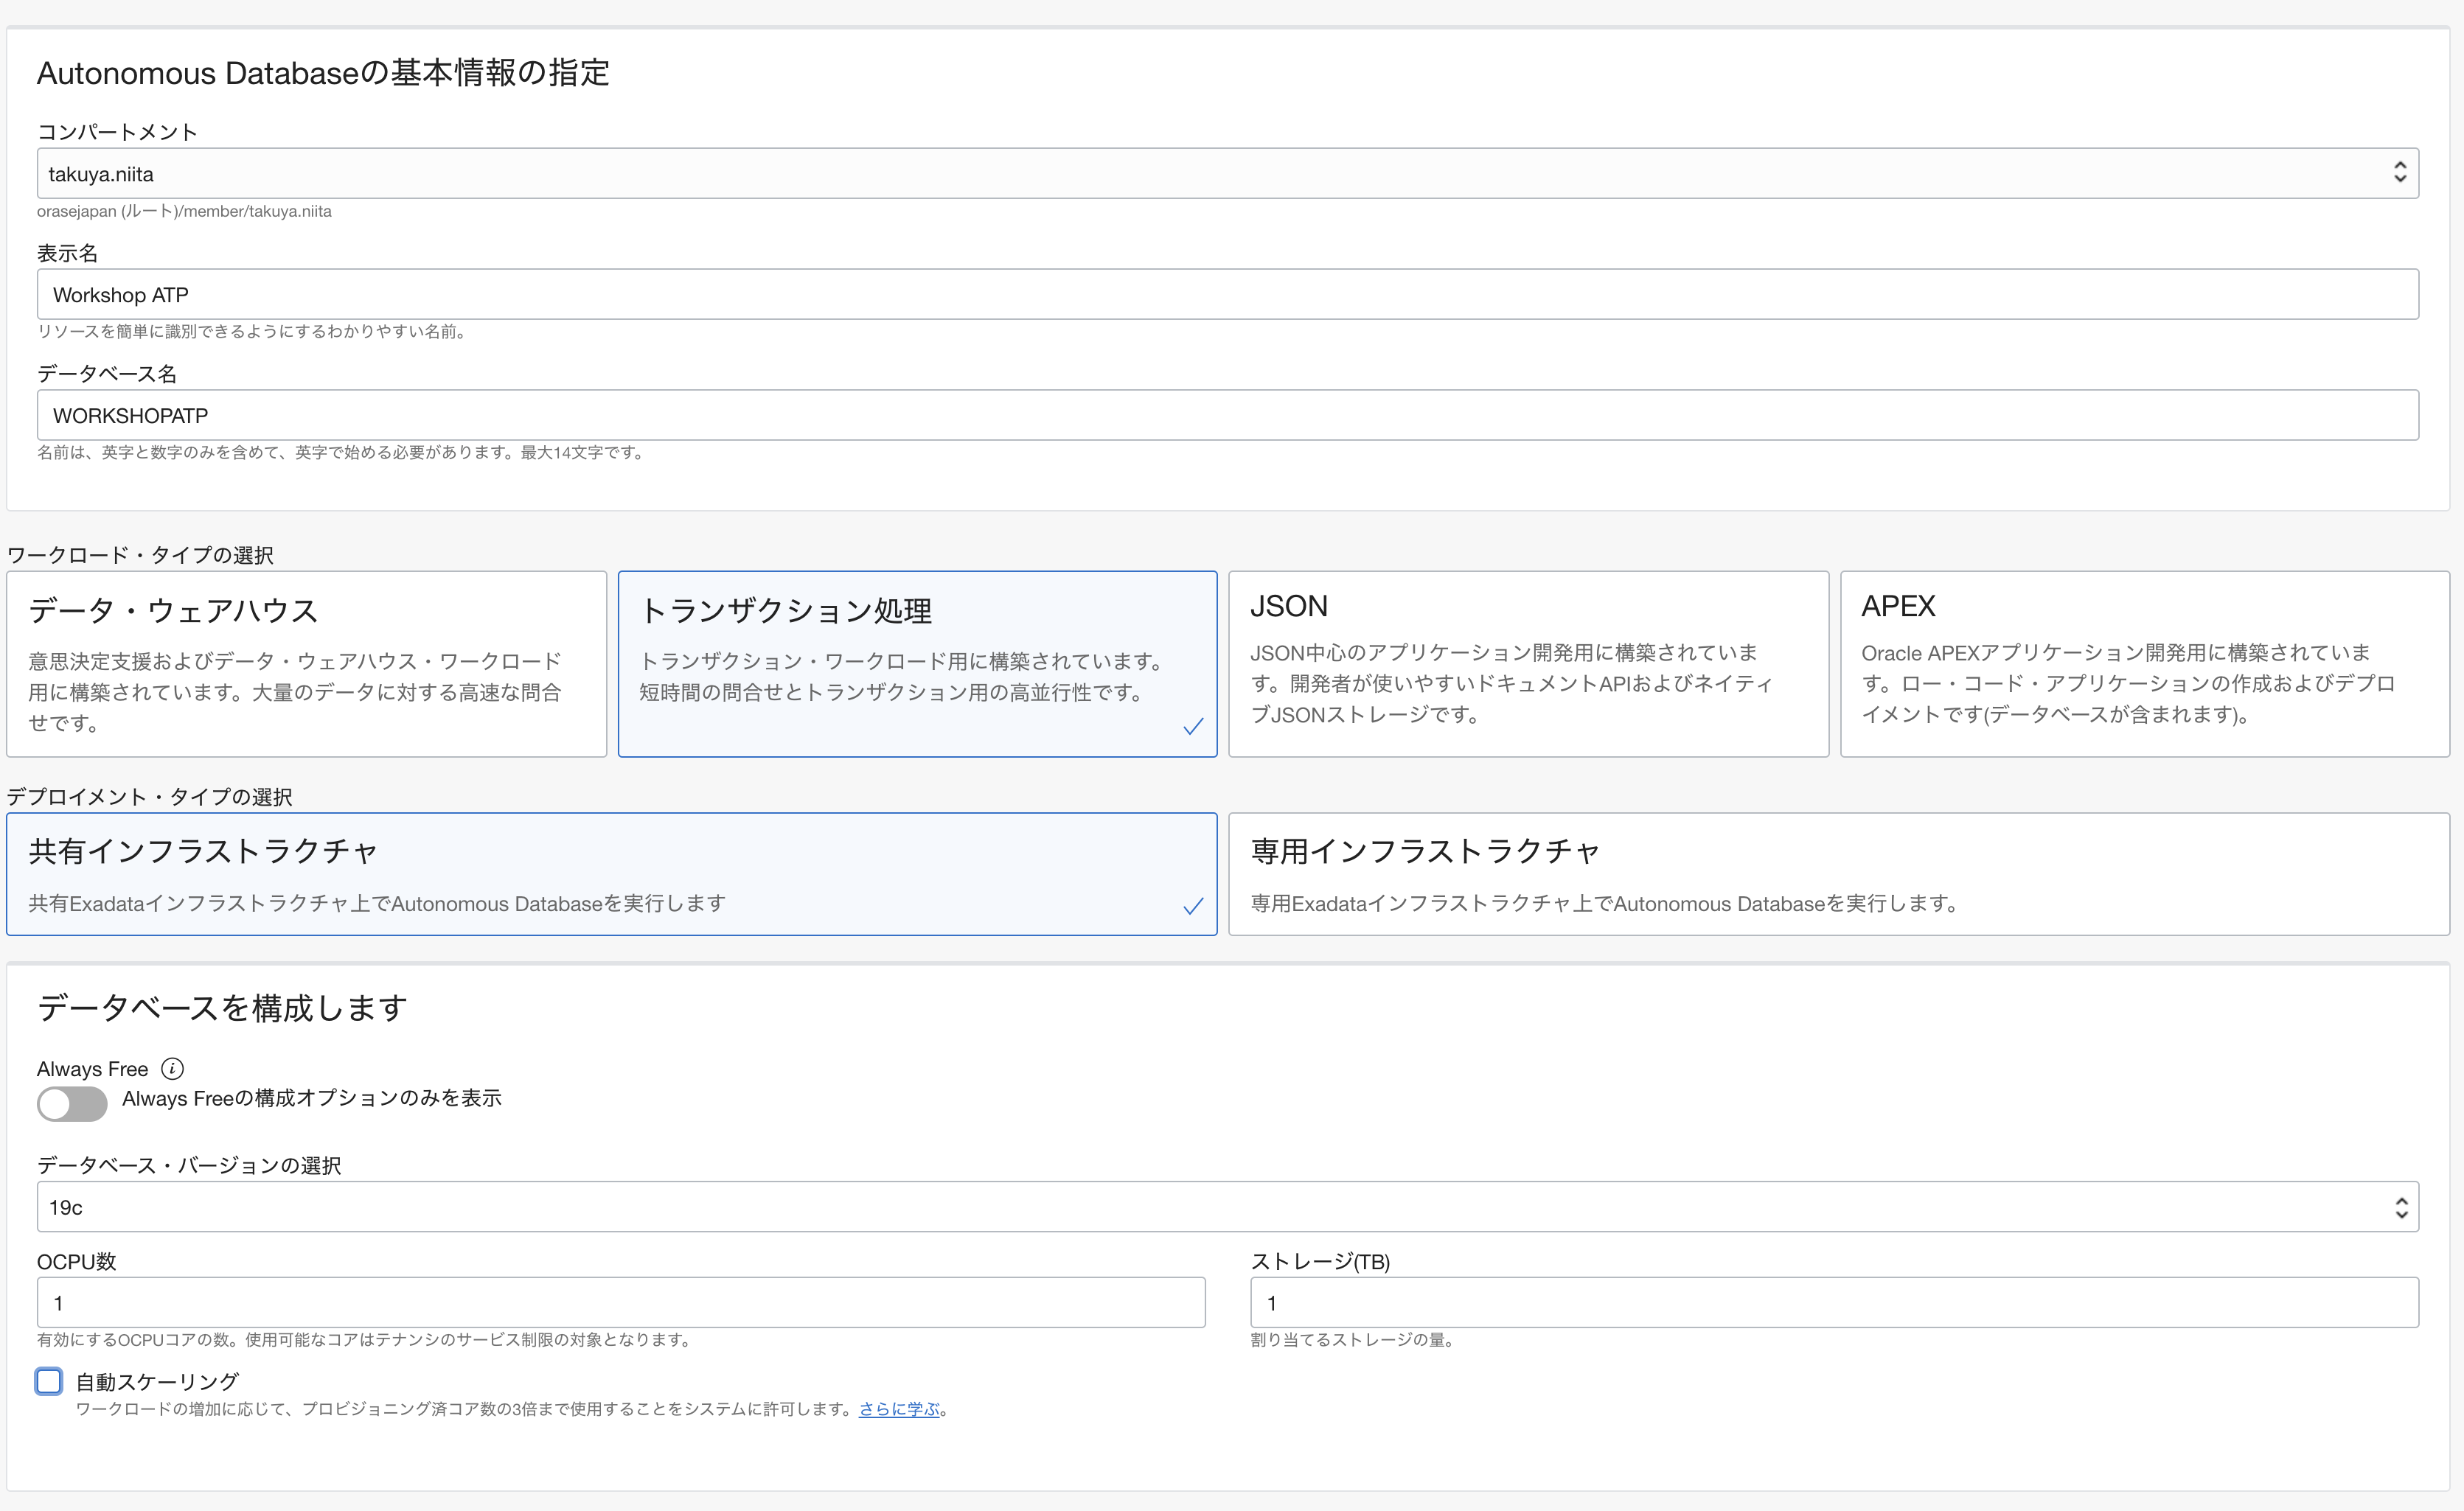 Autonomous Databaseの基本情報の指定
コンパートメント
takuya.niita
orasejapan (ルート)/member/takuya.niita
表示名
Workshop ATP
リソースを簡単に識別できるようにするわかりやすい名前。
データベース名
WORKSHOPATP
名前は、英字と数字のみを含めて、英字で始める必要があります。最大14文字です。
ワークロード・タイプの選択
データ・ウェアハウス
意思決定支援およびデータ・ウェアハウス・ワークロード
用に構築されています。大量のデータに対する高速な問合
せです。
トランザクション処理
トランザクション・ワークロード用に構築されています。
短時間の問合せとトランザクション用の高並行性です。
JSON
JSON中心のアプリケーション開発用に構築されていま
す。開発者が使いやすいドキュメントAPIおよびネイティ
ブJSONストレージです。
APEX
Oracle APEXアプリケーション開発用に構築されていま
す。ロー・コード・アプリケーションの作成およびデプロ
イメントです(データベースが含まれます)。
デプロイメント・タイプの選択
共有インフラストラクチャ
共有Exadataインフラストラクチャ上でAutonomous Databaseを実行します
専用インフラストラクチャ
専用Exadataインフラストラクチャ上でAutonomous Databaseを実行します。
データベースを構成します
Always Free
Always Freeの構成オプションのみを表示
データベース・バージョンの選択
19c
OCPU数
1
有効にするOCPUコアの数。使用可能なコアはテナンシのサービス制限の対象となります。
ストレージ(TB)
1
割り当てるストレージの量。
自動スケーリング
ワークロードの増加に応じて、プロビジョニング済コア数の3倍まで使用することをシステムに許可します。さらに学ぶ。